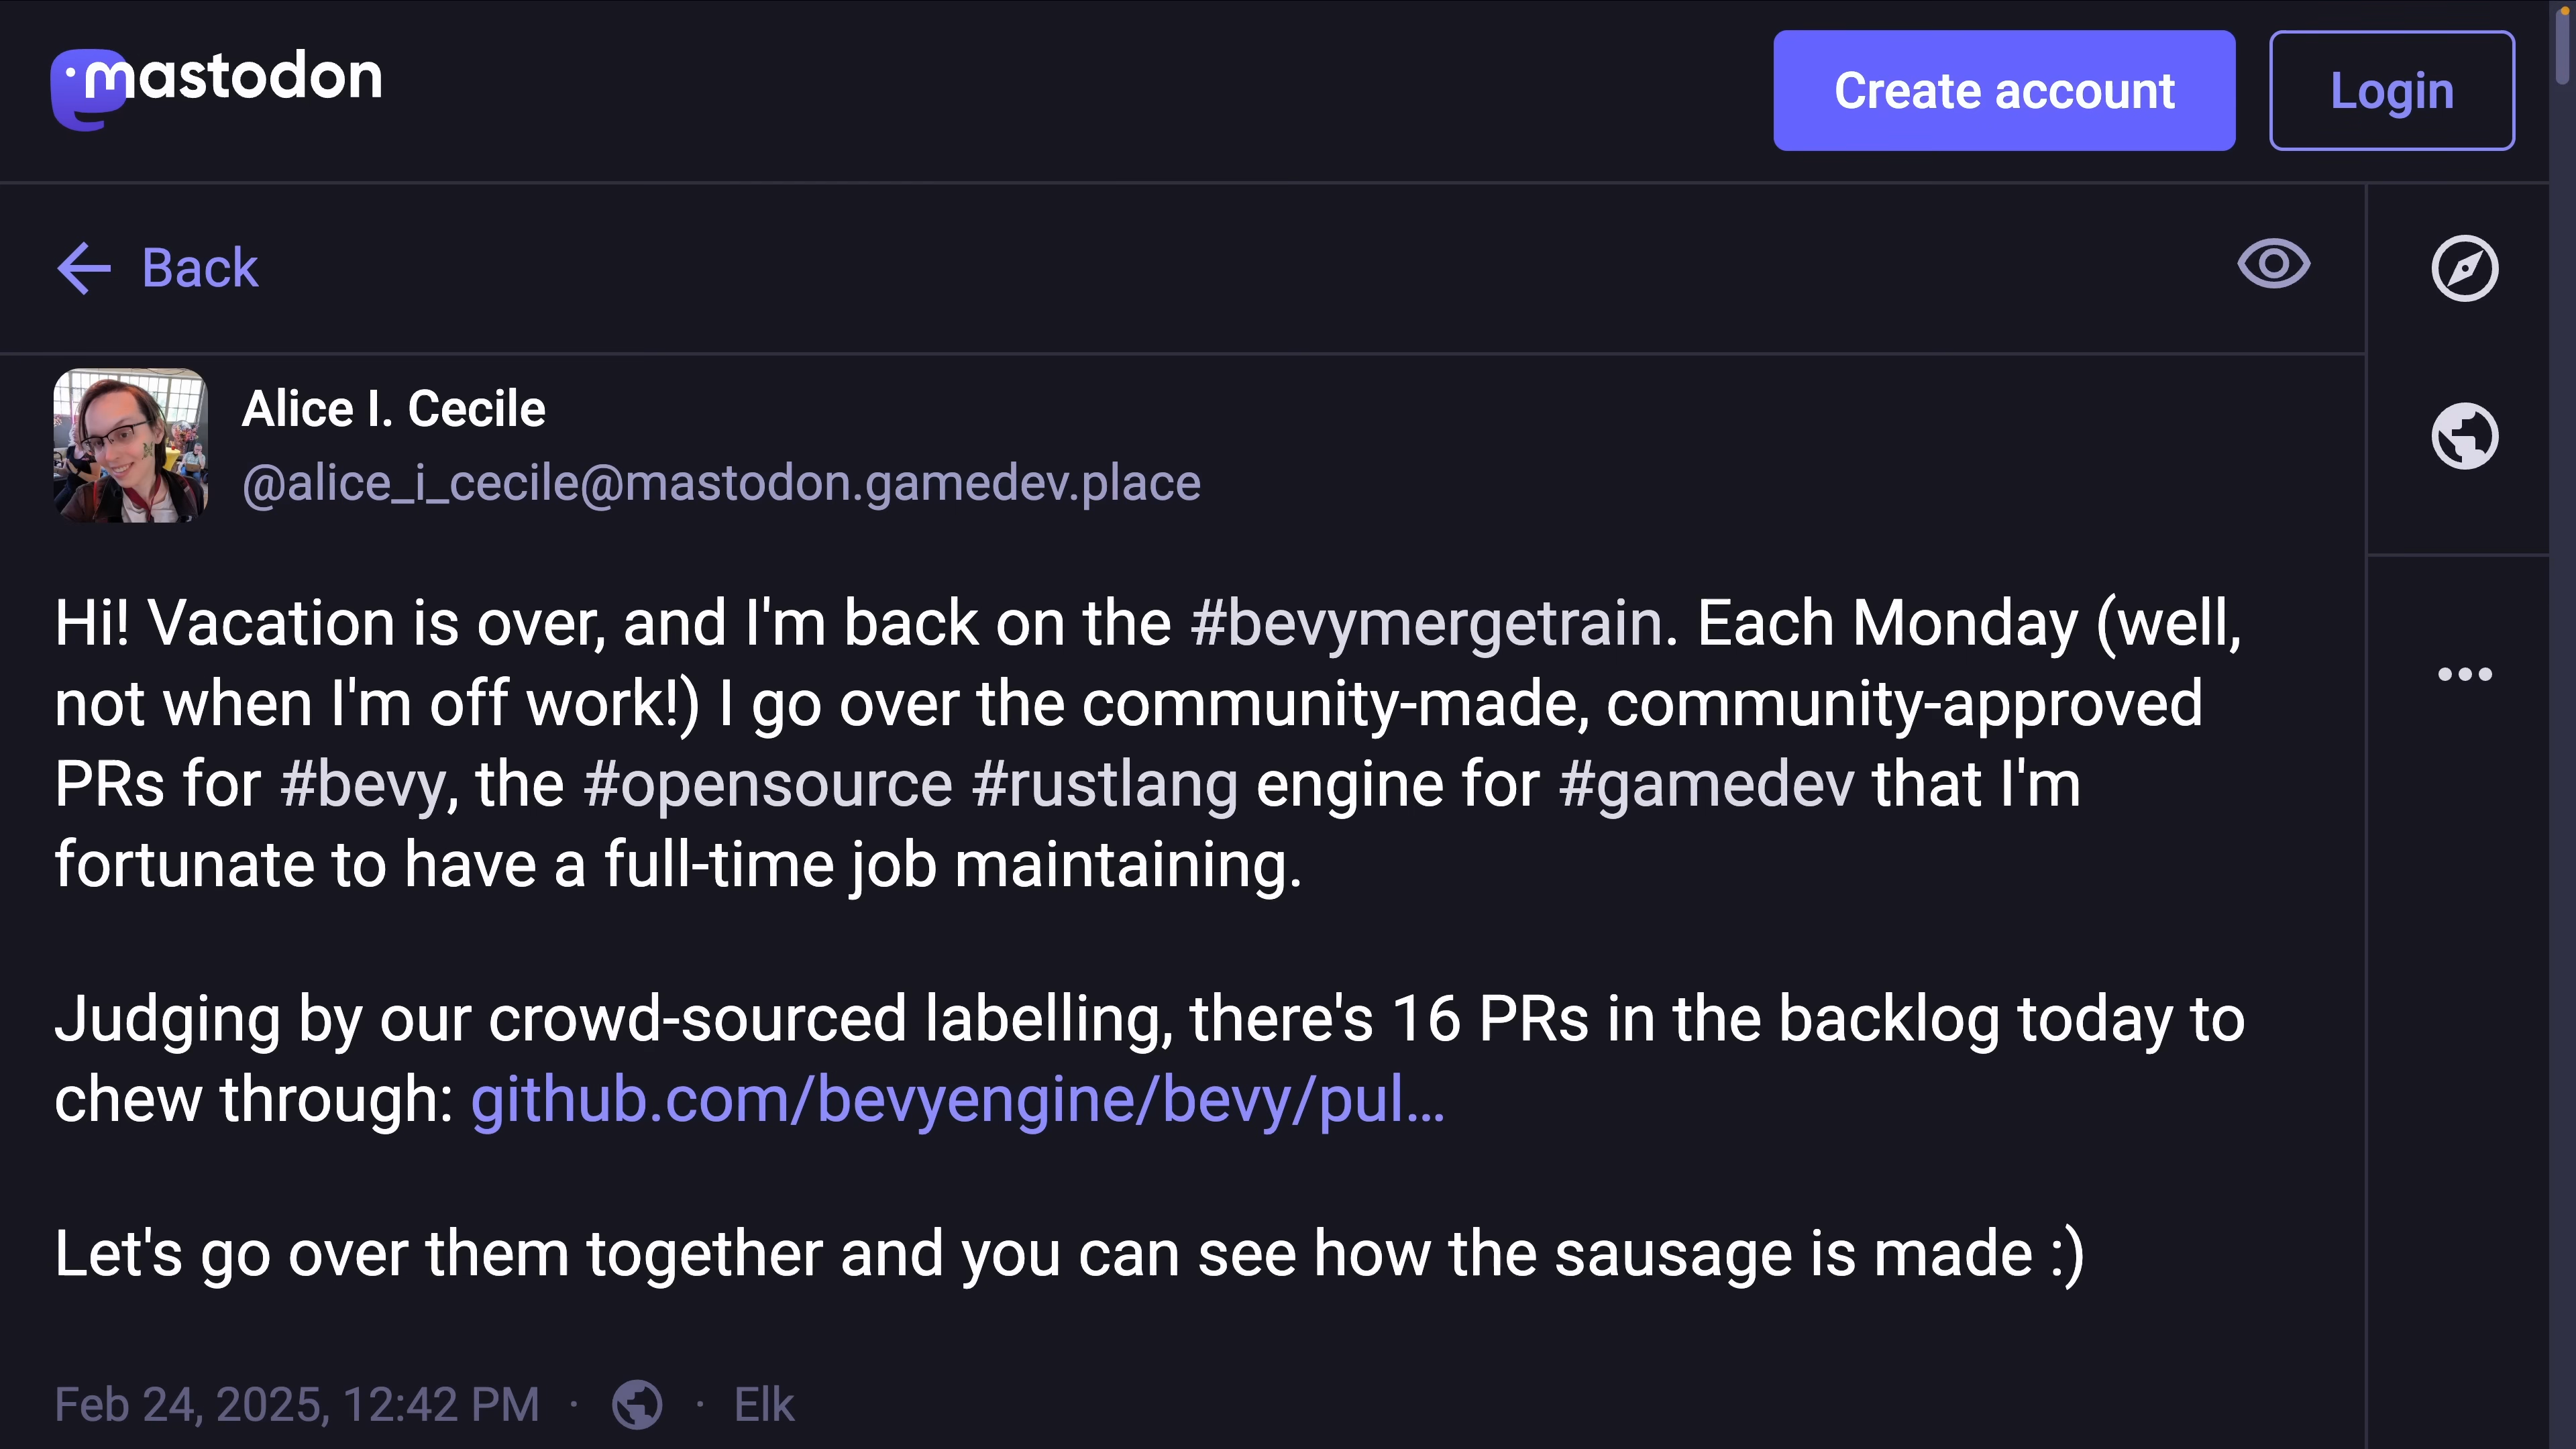 mastodon
Create account
Login
Back
Alice I. Cecile
@alice_i_cecile@mastodon.gamedev.place
Hi! Vacation is over, and I'm back on the #bevymergetrain. Each Monday (well,
not when I'm off work!) I go over the community-made, community-approved
PRs for #bevy, the #opensource #rustlang engine for #gamedev that I'm
fortunate to have a full-time job maintaining.
Judging by our crowd-sourced labelling, there's 16 PRs in the backlog today to
chew through: github.com/bevyengine/bevy/pul…
Let's go over them together and you can see how the sausage is made :)
Feb 24, 2025, 12:42 PM · · Elk